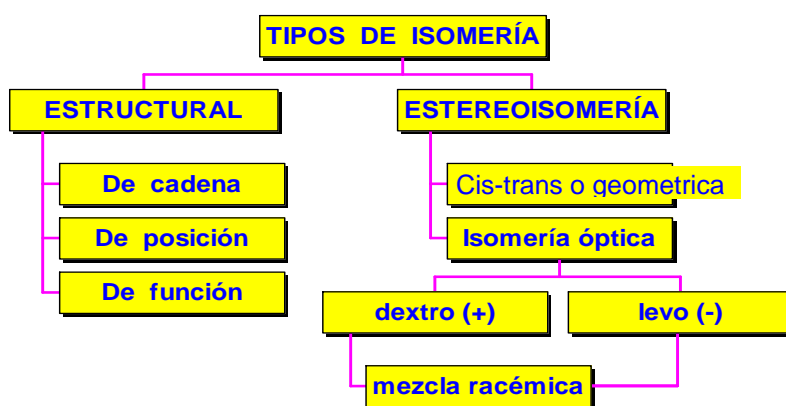 TIPOS DE ISOMERÍA
ESTRUCTURAL
De cadena
De posición
De función
ESTEREOISOMERÍA
Cis-trans o geometrica
Isomería óptica
dextro (+)
levo (-)
mezcla racémica